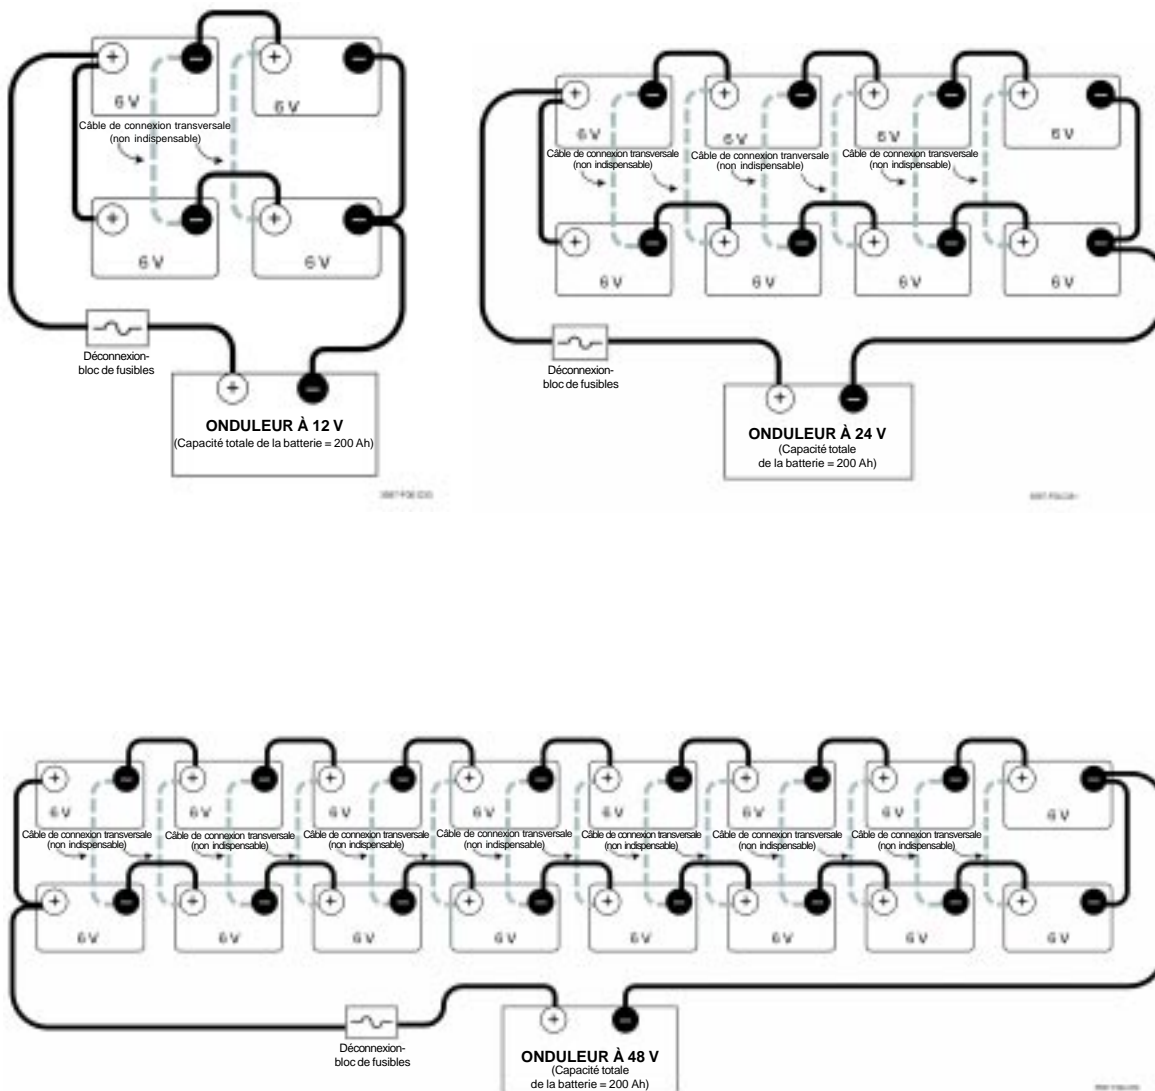 6 V
6 V
Câble de connexion transversale
(non indispensable)
6 V
6 V
Déconnexion-
bloc de fusibles
ONDULEUR À 12 V
(Capacité totale de la batterie = 200 Ah)
6 V
6 V
6 V
6 V
Câble de connexion transversale
(non indispensable)
Câble de connexion transversale
(non indispensable)
Câble de connexion transversale
(non indispensable)
6 V
6 V
6 V
6 V
Déconnexion-
bloc de fusibles
ONDULEUR À 24 V
(Capacité totale
de la batterie = 200 Ah)
6 V
6 V
6 V
6 V
6 V
6 V
6 V
6 V
Câble de connexion transversale
(non indispensable)
Câble de connexion transversale
(non indispensable)
Câble de connexion transversale
(non indispensable)
Câble de connexion transversale
(non indispensable)
Câble de connexion transversale
(non indispensable)
Câble de connexion transversale
(non indispensable)
Câble de connexion transversale
(non indispensable)
6 V
6 V
6 V
6 V
6 V
6 V
6 V
6 V
Déconnexion-
bloc de fusibles
ONDULEUR À 48 V
(Capacité totale
de la batterie = 200 Ah)